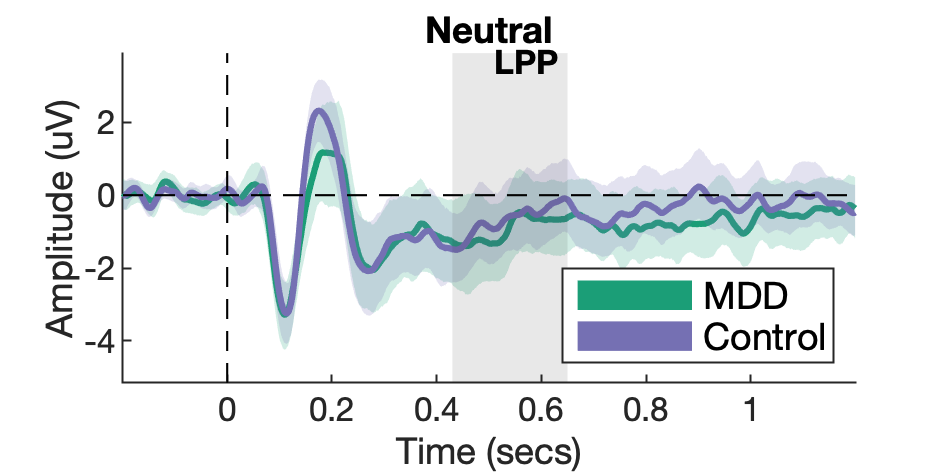 Neutral
LPP
Amplitude (uV)
2
0
-2
-4
MDD
Control
0
0.2
0.4
0.6
0.8
1
Time (secs)